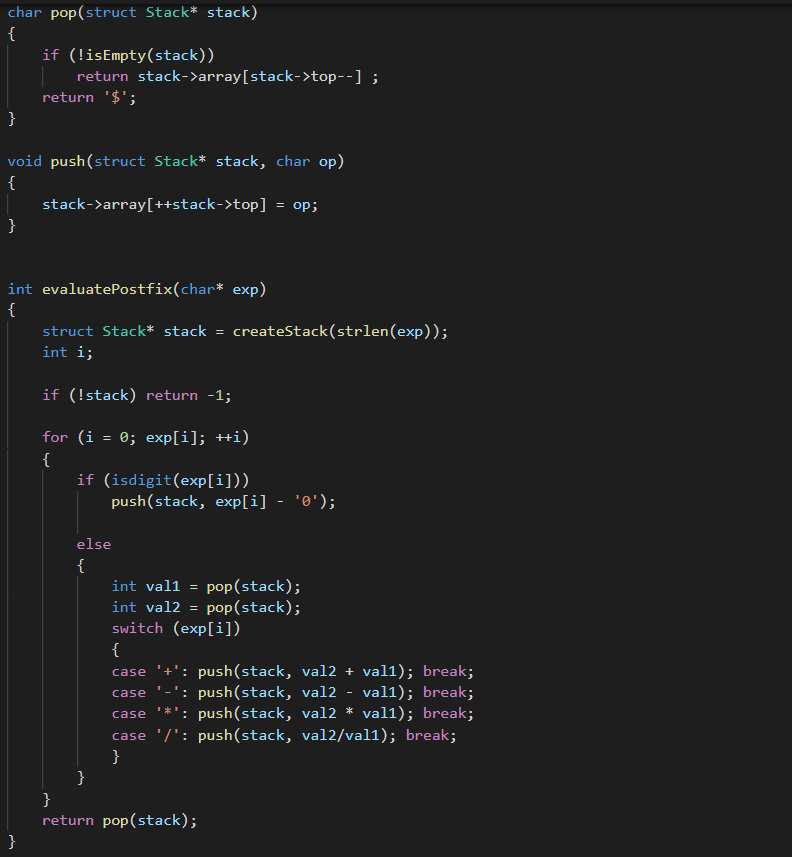 char pop(struct Stack* stack)
{
    if (!isEmpty(stack))
        return stack->array[stack->top--] ;
    return '$';
}

void push(struct Stack* stack, char op)
{
    stack->array[++stack->top] = op;
}


int evaluatePostfix(char* exp)
{
    struct Stack* stack = createStack(strlen(exp));
    int i;

    if (!stack) return -1;

    for (i = 0; exp[i]; ++i)
    {
        if (isdigit(exp[i]))
            push(stack, exp[i] - '0');

        else
        {
            int val1 = pop(stack);
            int val2 = pop(stack);
            switch (exp[i])
            {
            case '+': push(stack, val2 + val1); break;
            case '-': push(stack, val2 - val1); break;
            case '*': push(stack, val2 * val1); break;
            case '/': push(stack, val2/val1); break;
            }
        }
    }
    return pop(stack);
}